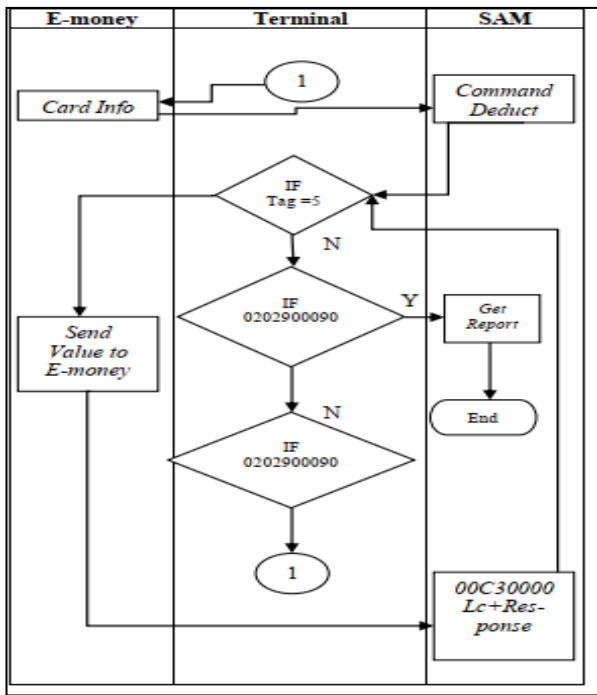 E-money Terminal SAM
1
Card Info
Command
Deduct
IF
Tag =5
N
IF
0202900090
Y
Get
Report
Send
Value to
E-money
End
N
IF
0202900090
1
00C30000
Lc+Res-
ponse